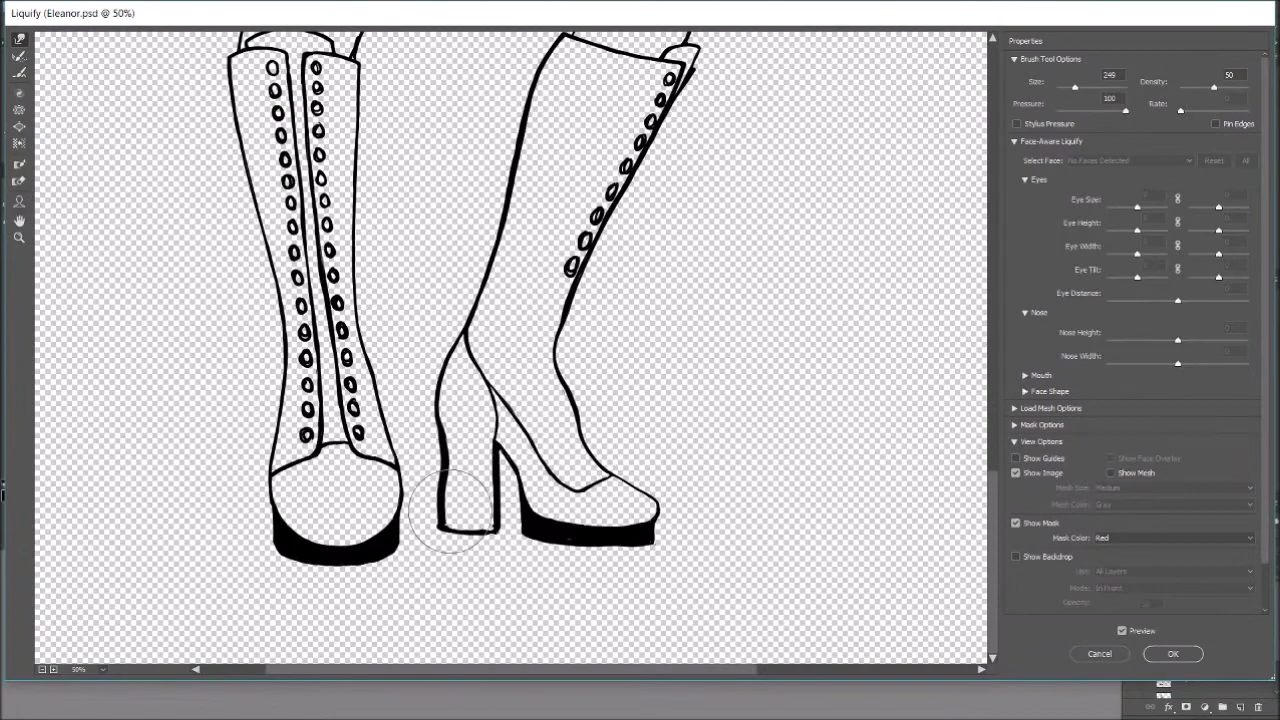 Liquify (Eleanor.psd @ 50%)
Properties
Brush Tool Options
Size: 249 Density: 50
Pressure: 100 Rate: 0
Stylus Pressure Pin Edges
Face-Aware Liquify
Select Face: No Faces Detected Reset All
Eyes
Eye Size:
Eye Height:
Eye Width:
Eye Tilt:
Eye Distance:
Nose
Nose Height:
Nose Width:
Mouth
Face Shape
Load Mesh Options
Mask Options
View Options
Show Guides Show Face Overlay
Show Image Show Mesh
Mesh Size: Medium
Mesh Color: Gray
Show Mask
Mask Color: Red
Show Backdrop
Use: All Layers
Mode: In Front
Opacity:
Preview
Cancel OK
50%
fx